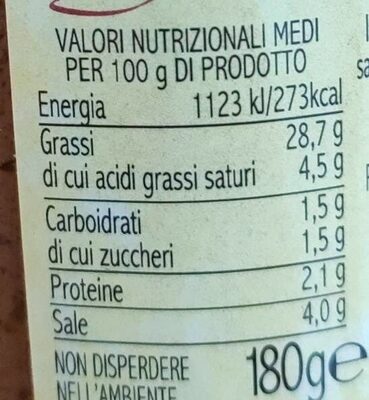 VALORI NUTRIZIONALI MEDI
PER 100 g DI PRODOTTO
Energia 1123 kJ/273kcal
Grassi 28,7 g
di cui acidi grassi saturi 4,5 g
Carboidrati 1,5 g
di cui zuccheri 1,5 g
Proteine 2,1 g
Sale 4,0 g
NON DISPERDERE
NELL'AMBIENTE
180g e